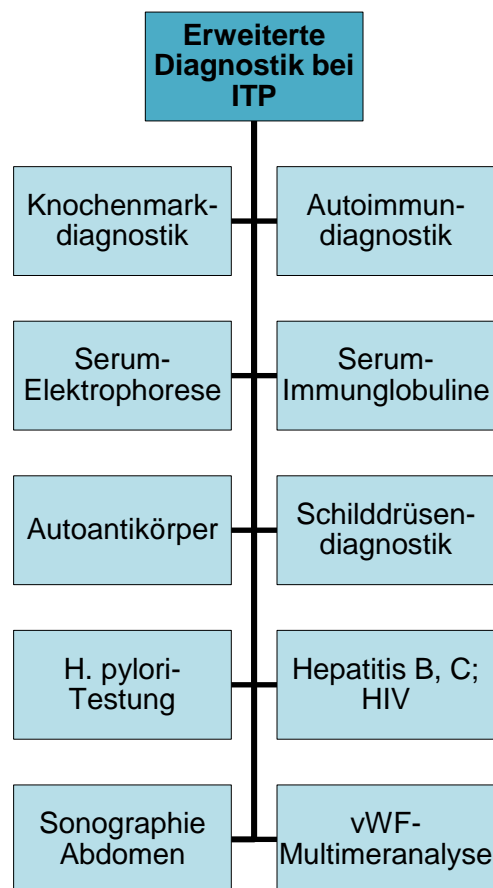 Erweiterte
Diagnostik bei
ITP
Knochenmark-
diagnostik
Autoimmun-
diagnostik
Serum-
Elektrophorese
Serum-
Immunglobuline
Autoantikörper
Schilddrüsen-
diagnostik
H. pylori-
Testung
Hepatitis B, C;
HIV
Sonographie
Abdomen
vWF-
Multimeranalyse